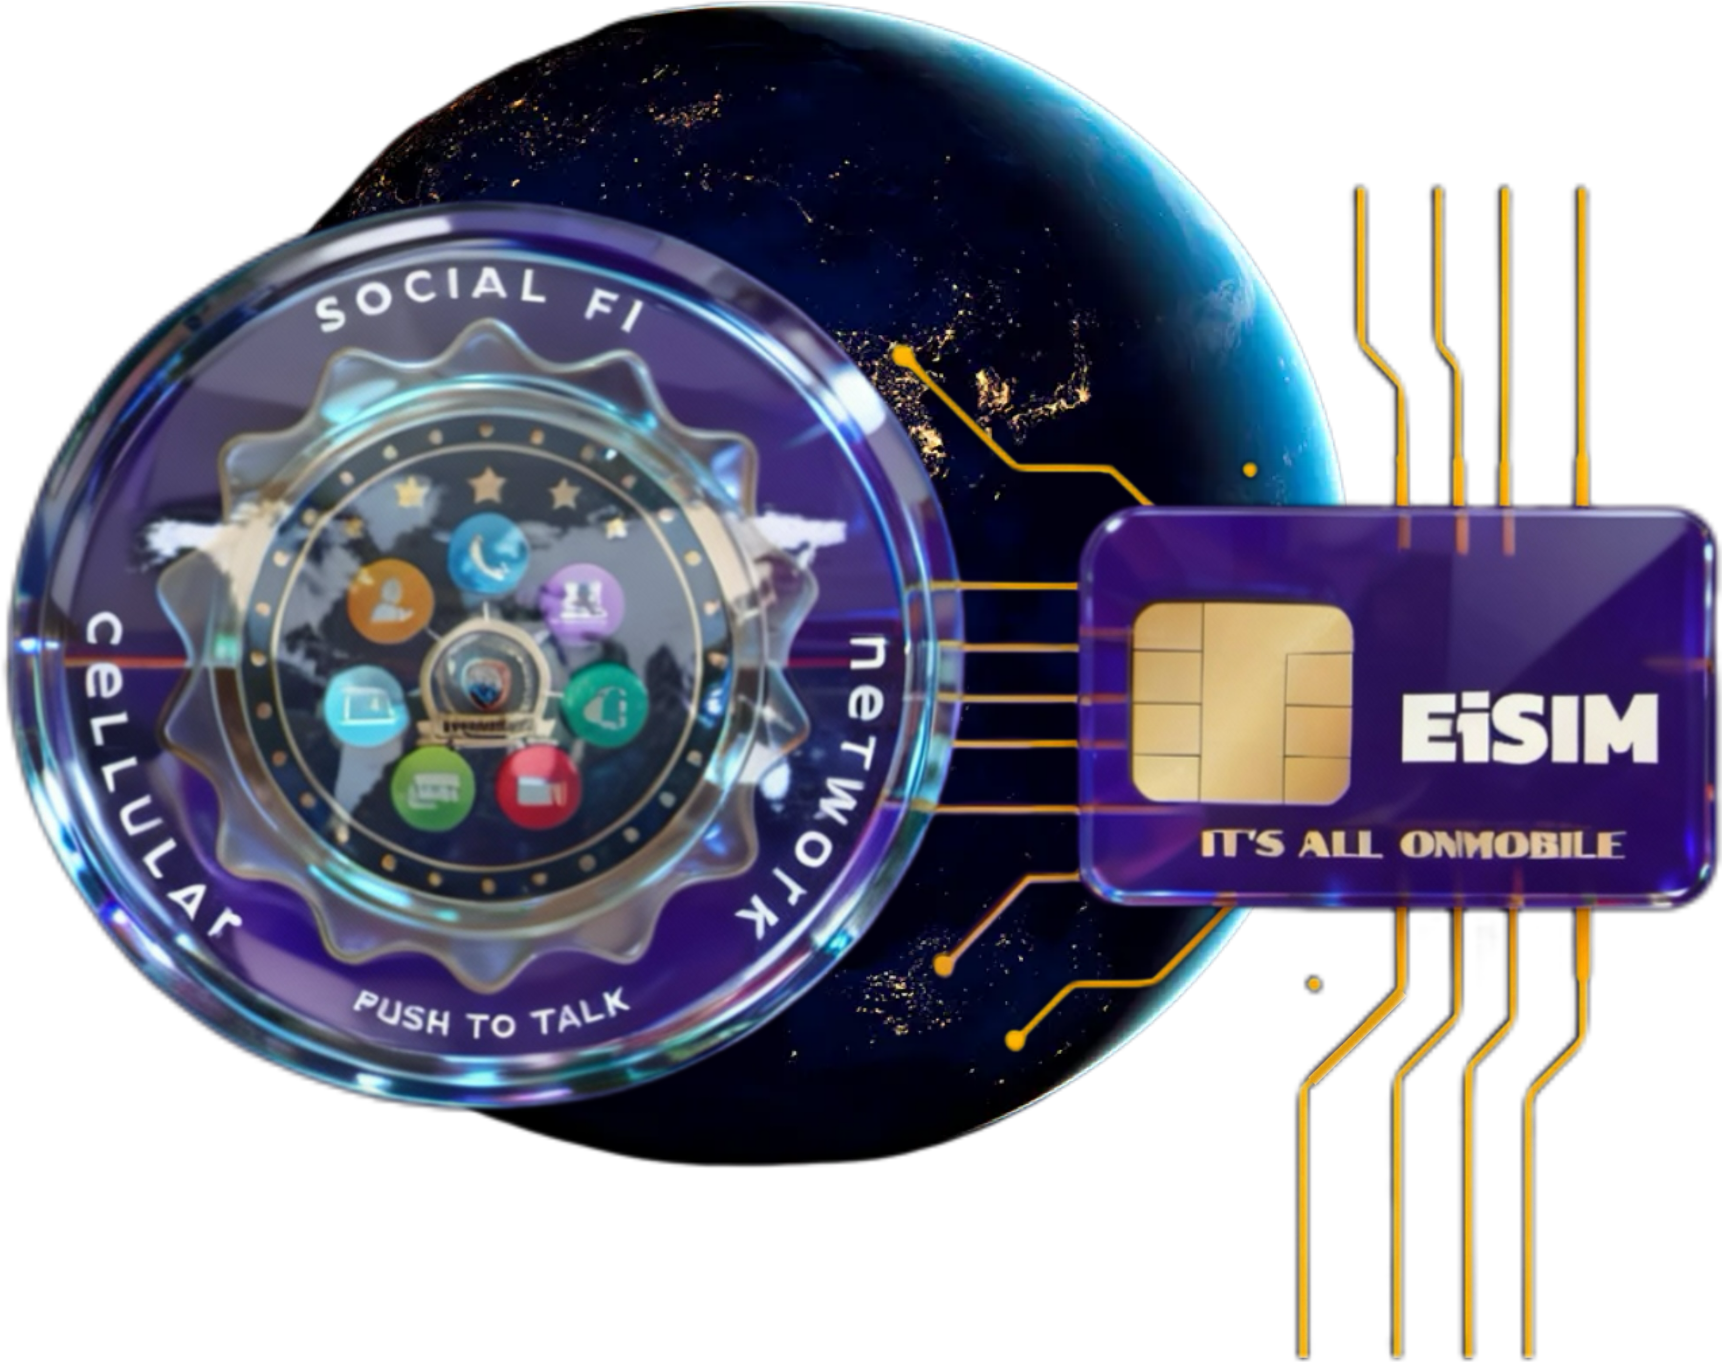 SOCIAL FI
ceLLULAr
neTWOrK
PUSH TO TALK
EiSIM
IT'S ALL ONMOBILE